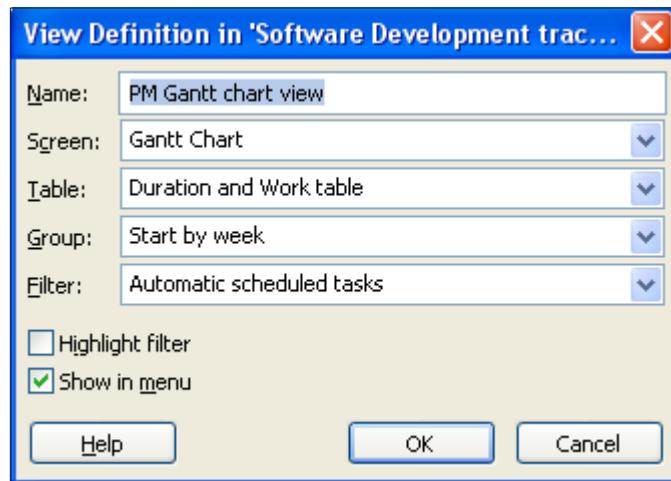 View Definition in 'Software Development trac...
Name: PM Gantt chart view
Screen: Gantt Chart
Table: Duration and Work table
Group: Start by week
Filter: Automatic scheduled tasks
Highlight filter
Show in menu
Help OK Cancel